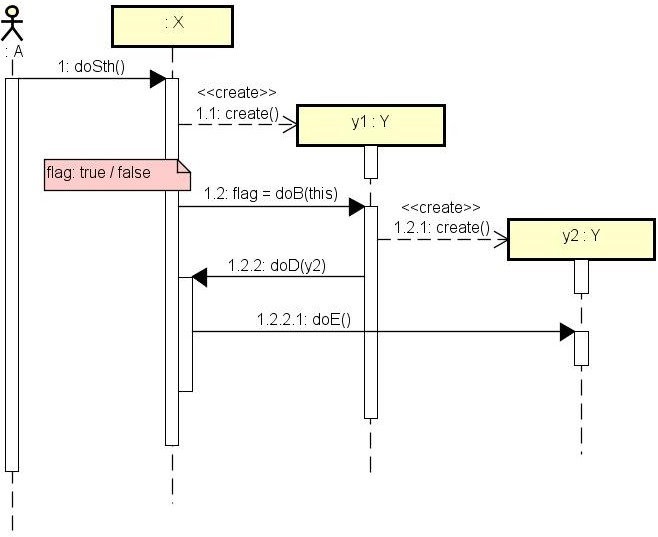 : X
: A
1: doSth()
<<create>>
1.1: create()
y1 : Y
flag: true / false
1.2: flag = doB(this)
<<create>>
1.2.1: create()
y2 : Y
1.2.2: doD(y2)
1.2.2.1: doE()